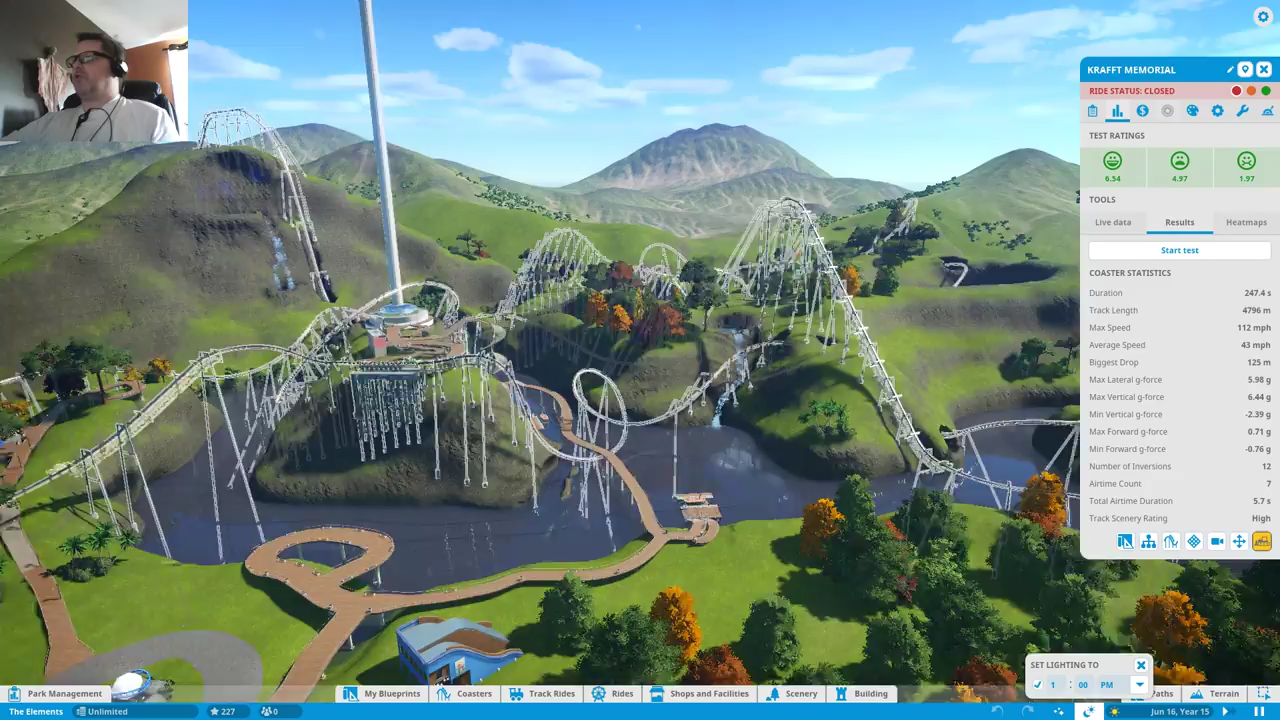 KRAFFT MEMORIAL
RIDE STATUS: CLOSED
TEST RATINGS
6.54 4.97 1.97
TOOLS
Live data Results Heatmaps
Start test
COASTER STATISTICS
Duration 247.4 s
Track Length 4796 m
Max Speed 112 mph
Average Speed 43 mph
Biggest Drop 125 m
Max Lateral g-force 5.98 g
Max Vertical g-force 6.44 g
Min Vertical g-force -2.39 g
Max Forward g-force 0.71 g
Min Forward g-force -0.76 g
Number of Inversions 12
Airtime Count 7
Total Airtime Duration 5.7 s
Track Scenery Rating High
SET LIGHTING TO
1 : 00 PM
Park Management My Blueprints Coasters Track Rides Rides Shops and Facilities Scenery Building Paths Terrain
The Elements Unlimited 227 0 Jun 16, Year 15